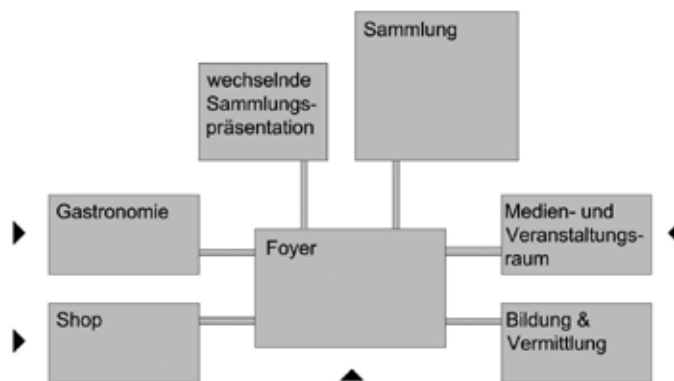 Sammlung
wechselnde
Sammlungs-
präsentation
Gastronomie
Medien- und
Veranstaltungs-
raum
Foyer
Shop
Bildung &
Vermittlung